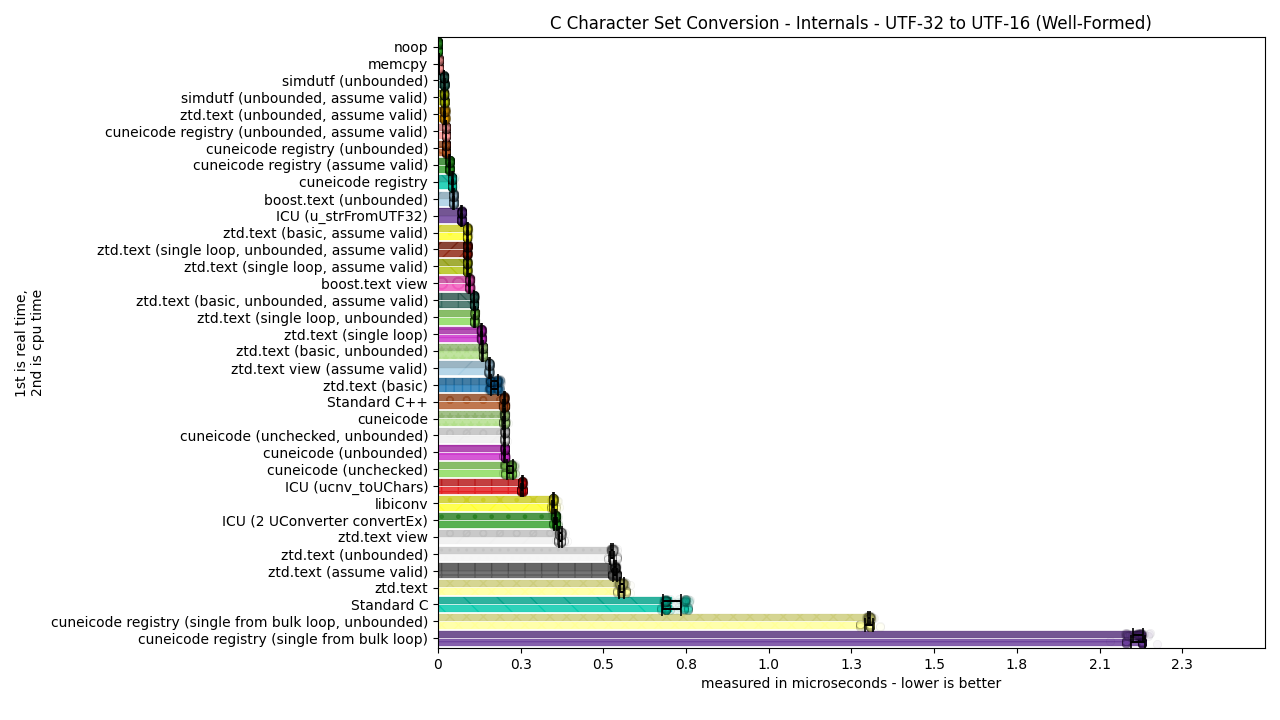 C Character Set Conversion - Internals - UTF-32 to UTF-16 (Well-Formed)
noop
memcpy
simdutf (unbounded)
simdutf (unbounded, assume valid)
ztd.text (unbounded, assume valid)
cuneicode registry (unbounded, assume valid)
cuneicode registry (unbounded)
cuneicode registry (assume valid)
cuneicode registry
boost.text (unbounded)
ICU (u_strFromUTF32)
ztd.text (basic, assume valid)
ztd.text (single loop, unbounded, assume valid)
ztd.text (single loop, assume valid)
boost.text view
ztd.text (basic, unbounded, assume valid)
ztd.text (single loop, unbounded)
ztd.text (single loop)
ztd.text (basic, unbounded)
ztd.text view (assume valid)
ztd.text (basic)
Standard C++
cuneicode
cuneicode (unchecked, unbounded)
cuneicode (unbounded)
cuneicode (unchecked)
ICU (ucnv_toUChars)
libiconv
ICU (2 UConverter convertEx)
ztd.text view
ztd.text (unbounded)
ztd.text (assume valid)
ztd.text
Standard C
cuneicode registry (single from bulk loop, unbounded)
cuneicode registry (single from bulk loop)
1st is real time,
2nd is cpu time
0 0.3 0.5 0.8 1.0 1.3 1.5 1.8 2.1 2.3
measured in microseconds - lower is better